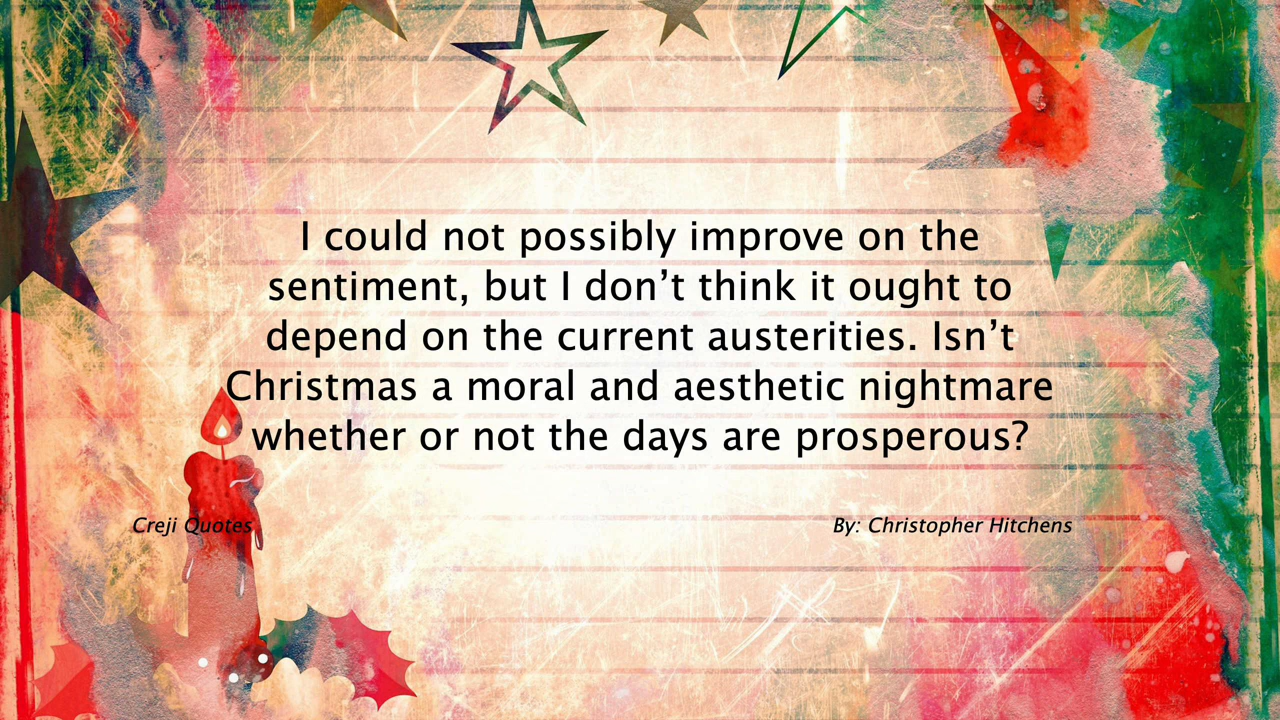 I could not possibly improve on the
sentiment, but I don’t think it ought to
depend on the current austerities. Isn’t
Christmas a moral and aesthetic nightmare
whether or not the days are prosperous?
Creji Quotes
By: Christopher Hitchens